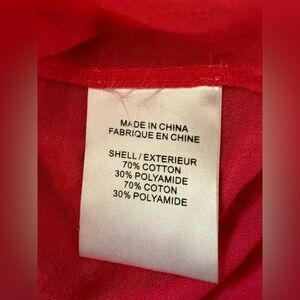 MADE IN CHINA
FABRIQUE EN CHINE
SHELL/EXTERIEUR
70% COTTON
30% POLYAMIDE
70% COTON
30% POLYAMIDE